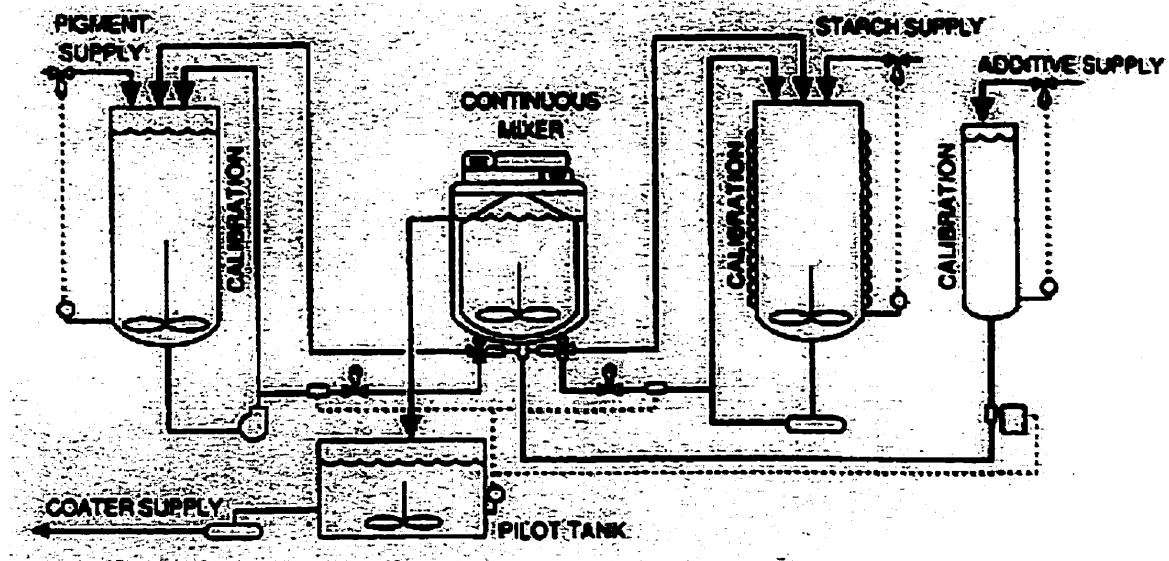 PIGMENT
SUPPLY
STARCH SUPPLY
ADDITIVE SUPPLY
CONTINUOUS
MIXER
CALIBRATION
CALIBRATION
CALIBRATION
COATER SUPPLY
PILOT TANK